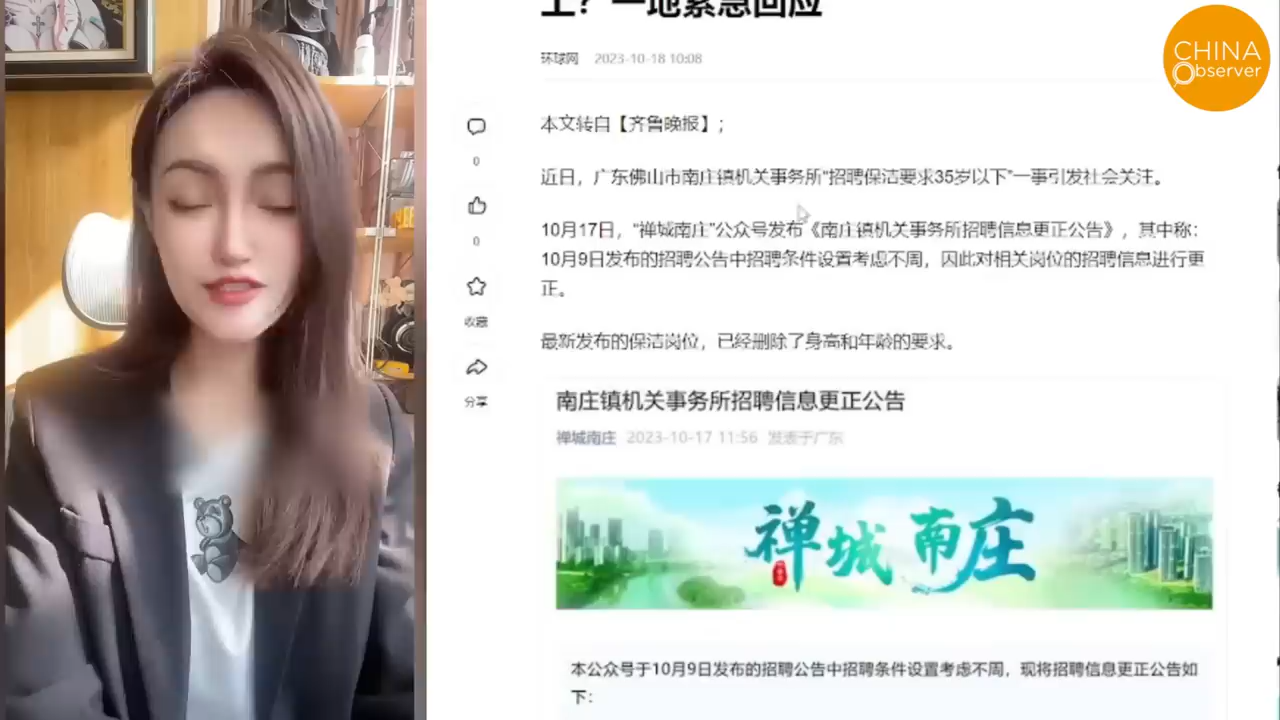 上？一地紧急回应
CHINA
Observer
环球网 2023-10-18 10:08
本文转自【齐鲁晚报】；
0
近日，广东佛山市南庄镇机关事务所“招聘保洁要求35岁以下”一事引发社会关注。
0
10月17日，“禅城南庄”公众号发布《南庄镇机关事务所招聘信息更正公告》，其中称：
10月9日发布的招聘公告中招聘条件设置考虑不周，因此对相关岗位的招聘信息进行更
正。
收藏
最新发布的保洁岗位，已经删除了身高和年龄的要求。
分享
南庄镇机关事务所招聘信息更正公告
禅城南庄 2023-10-17 11:56 发表于广东
禅城 南庄
本公众号于10月9日发布的招聘公告中招聘条件设置考虑不周，现将招聘信息更正公告如
下：